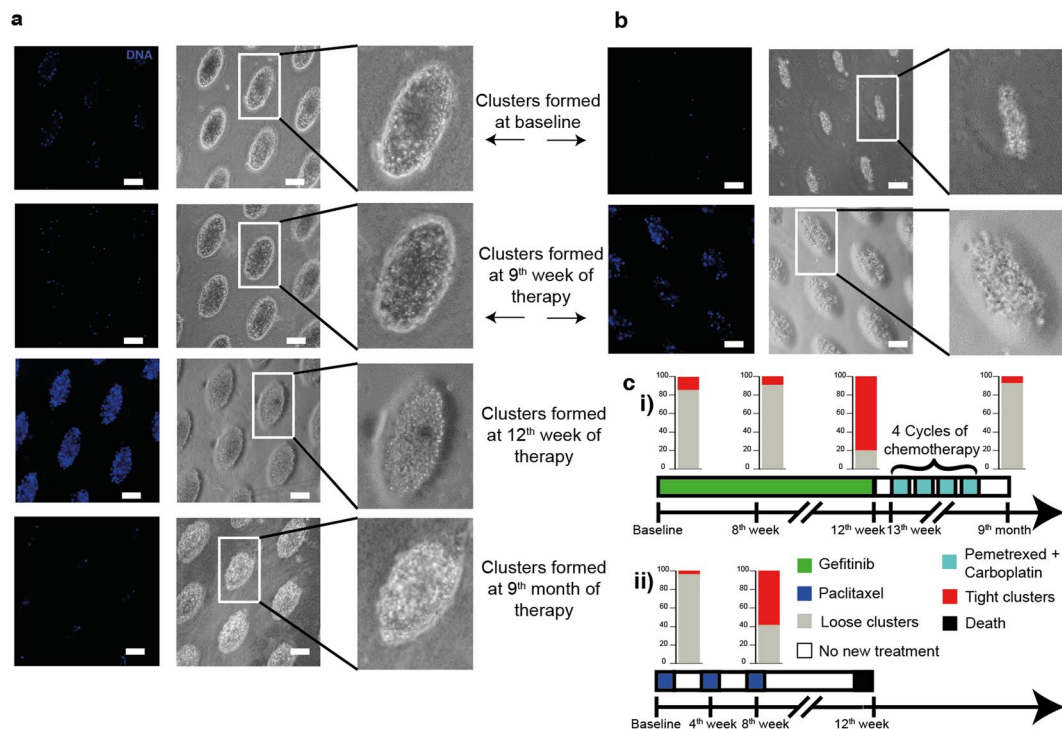 a
b
DNA
Clusters formed
at baseline
Clusters formed
at 9th week of
therapy
Clusters formed
at 12th week of
therapy
Clusters formed
at 9th month of
therapy
c
i)
100
80
60
40
20
0
100
80
60
40
20
0
100
80
60
40
20
0
100
80
60
40
20
0
4 Cycles of
chemotherapy
Baseline
8th week
12th week
13th week
9th month
ii)
100
80
60
40
20
0
100
80
60
40
20
0
Gefitinib
Pemetrexed +
Carboplatin
Paclitaxel
Tight clusters
Loose clusters
Death
No new treatment
Baseline
4th week
8th week
12th week